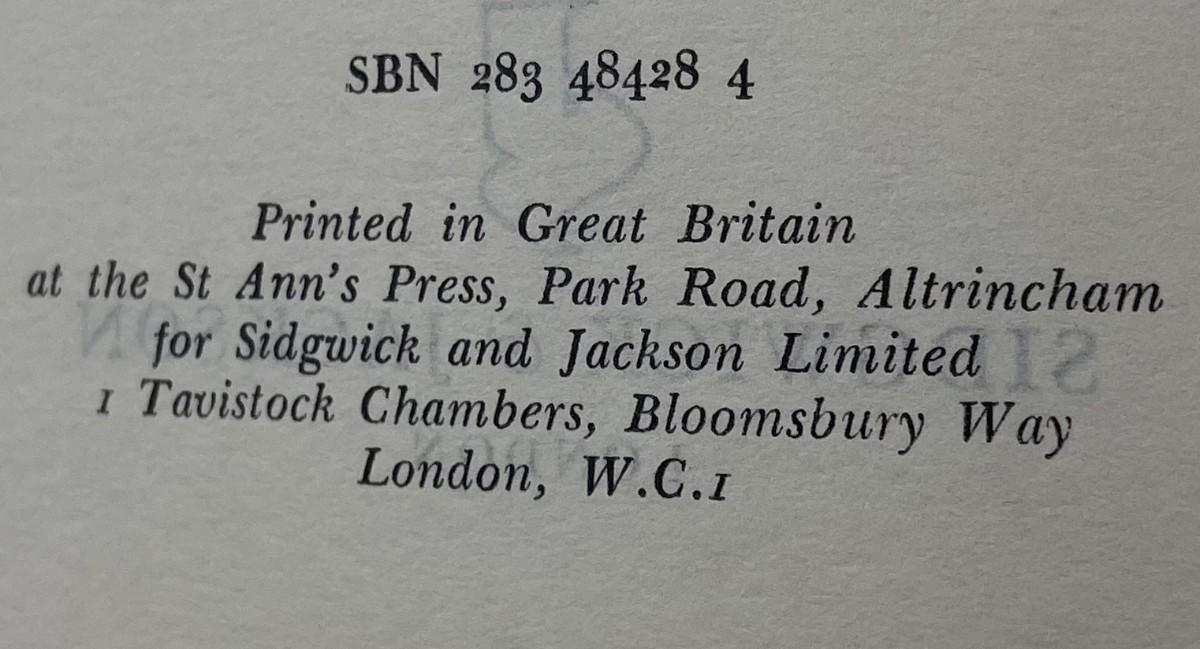 SBN 283 48428 4
Printed in Great Britain
at the St Ann's Press, Park Road, Altrincham
for Sidgwick and Jackson Limited
1 Tavistock Chambers, Bloomsbury Way
London, W.C.1